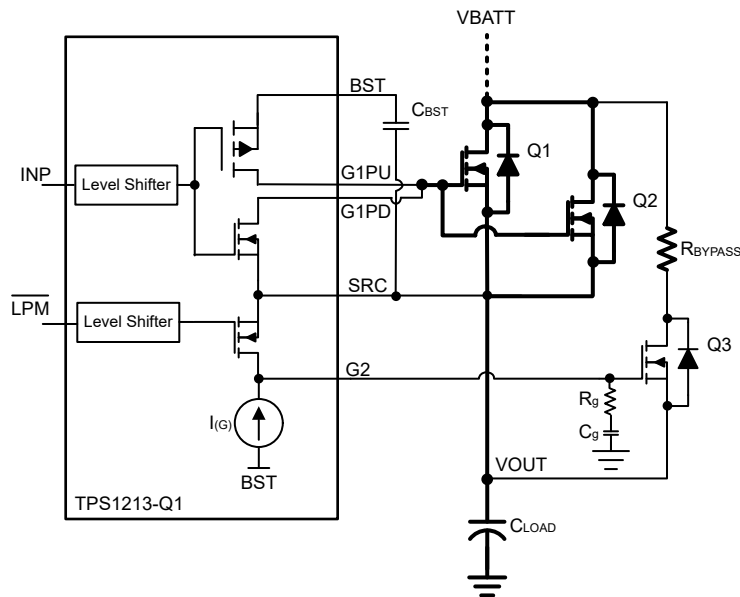 VBATT
BST
CBST
Q1
INP
Level Shifter
G1PU
G1PD
Q2
RBYPASS
SRC
LPM
Level Shifter
Q3
G2
Rg
Cg
I(G)
BST
VOUT
TPS1213-Q1
CLOAD